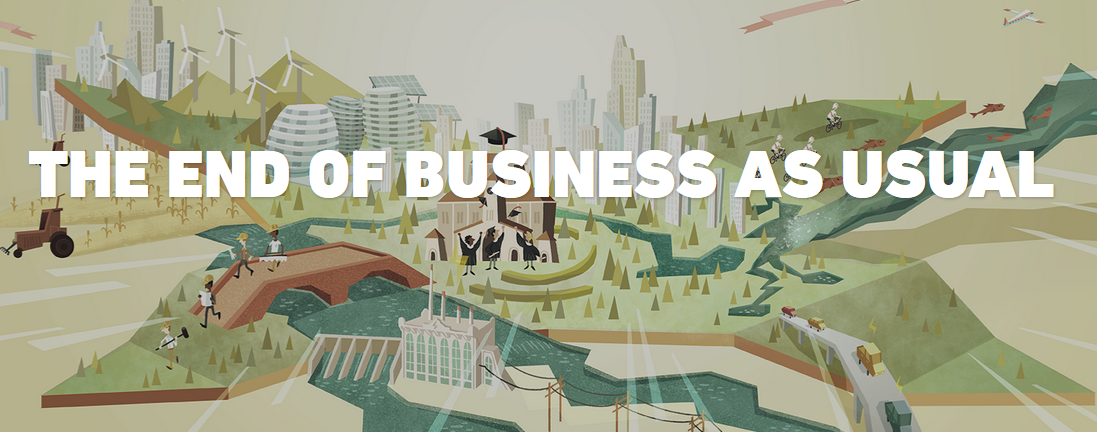 THE END OF BUSINESS AS USUAL